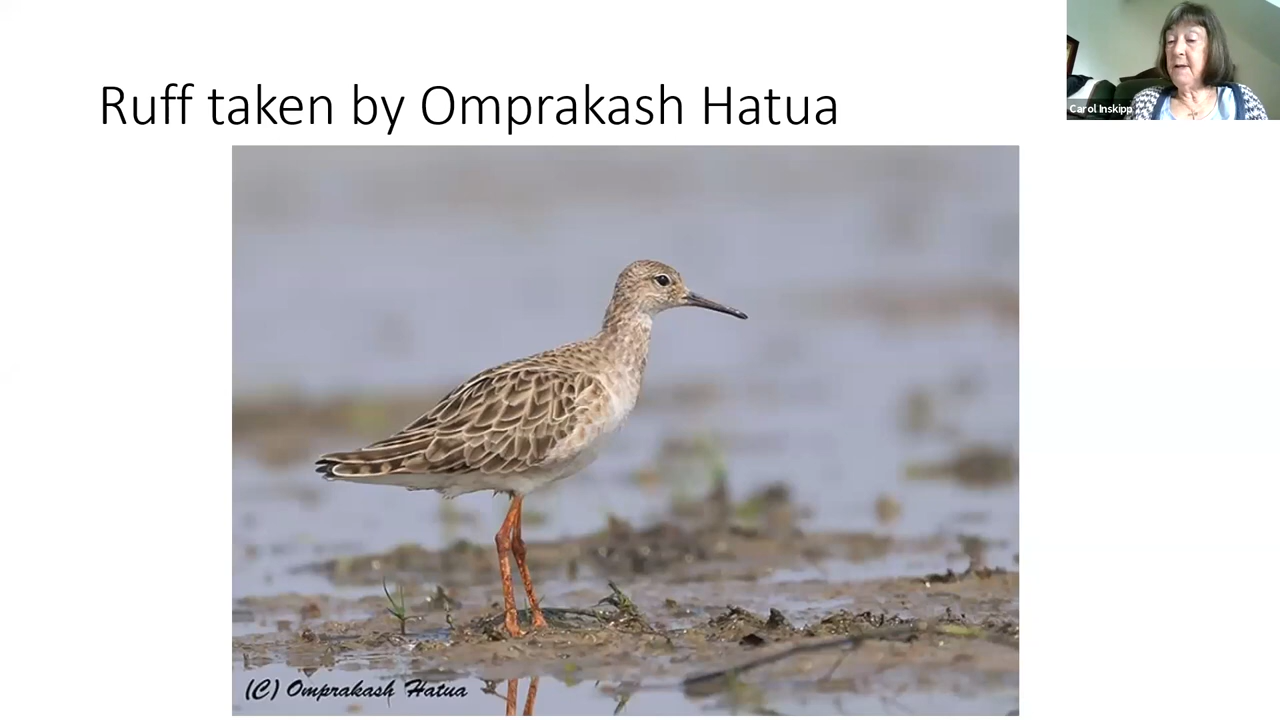 Ruff taken by Omprakash Hatua
Carol Inskipp
(C) Omprakash Hatua